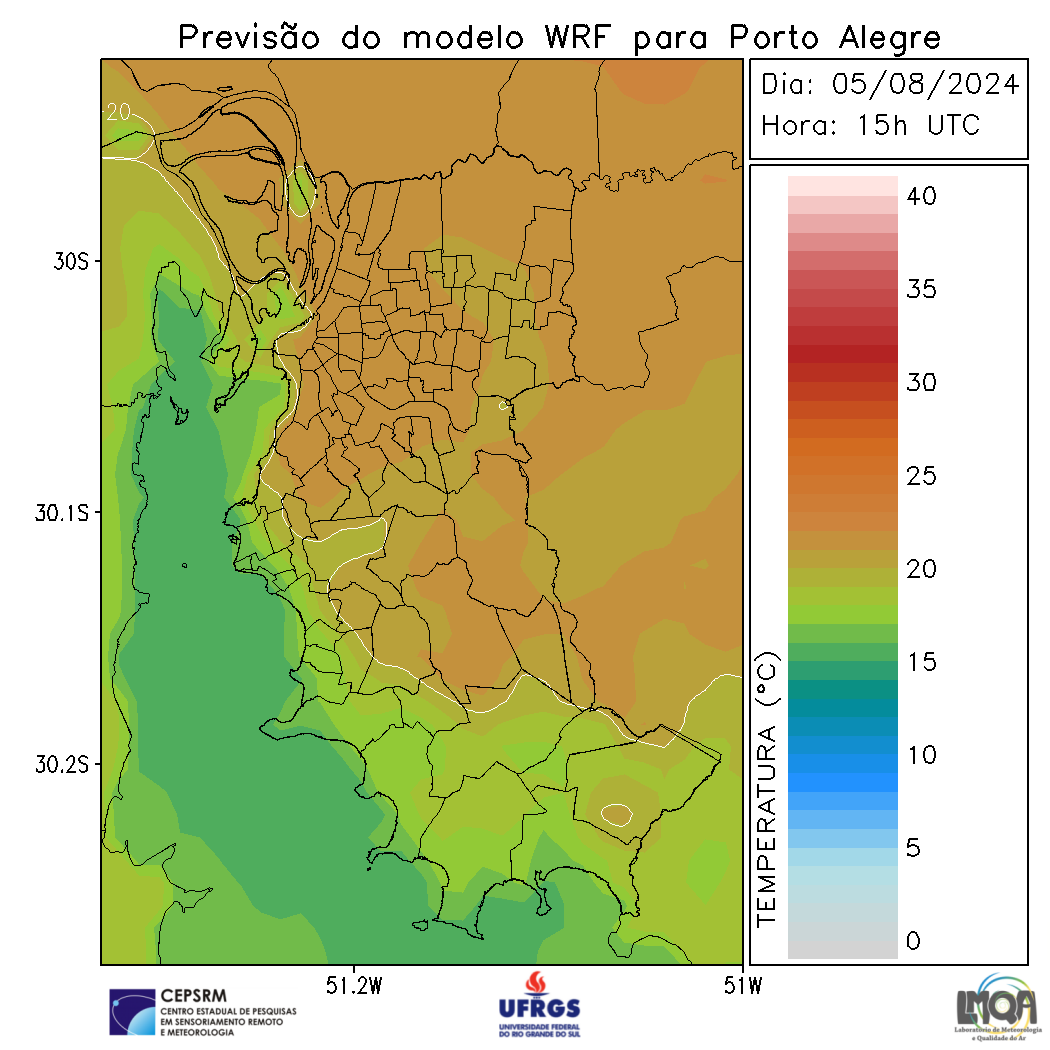 Previsão do modelo WRF para Porto Alegre
Dia: 05/08/2024
Hora: 15h UTC
20
30S
30.1S
30.2S
51.2W
51W
TEMPERATURA (°C)
40
35
30
25
20
15
10
5
0
CEPSRM
CENTRO ESTADUAL DE PESQUISAS
EM SENSORIAMENTO REMOTO
E METEOROLOGIA
UFRGS
UNIVERSIDADE FEDERAL
DO RIO GRANDE DO SUL
LMQA
Laboratório de Meteorologia
e Qualidade do Ar